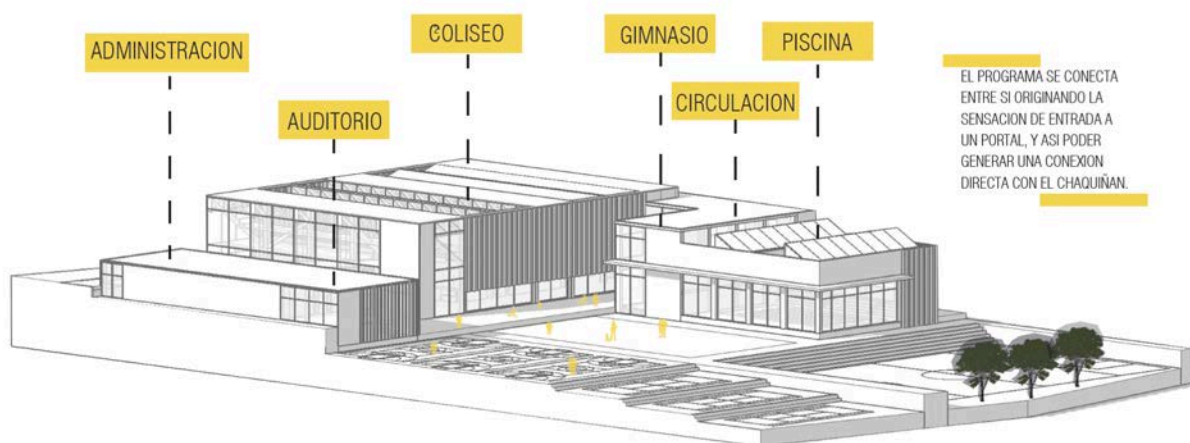 ADMINISTRACION
AUDITORIO
COLISEO
GIMNASIO
CIRCULACION
PISCINA
EL PROGRAMA SE CONECTA
ENTRE SI ORIGINANDO LA
SENSACION DE ENTRADA A
UN PORTAL, Y ASI PODER
GENERAR UNA CONEXION
DIRECTA CON EL CHAQUIÑAN.